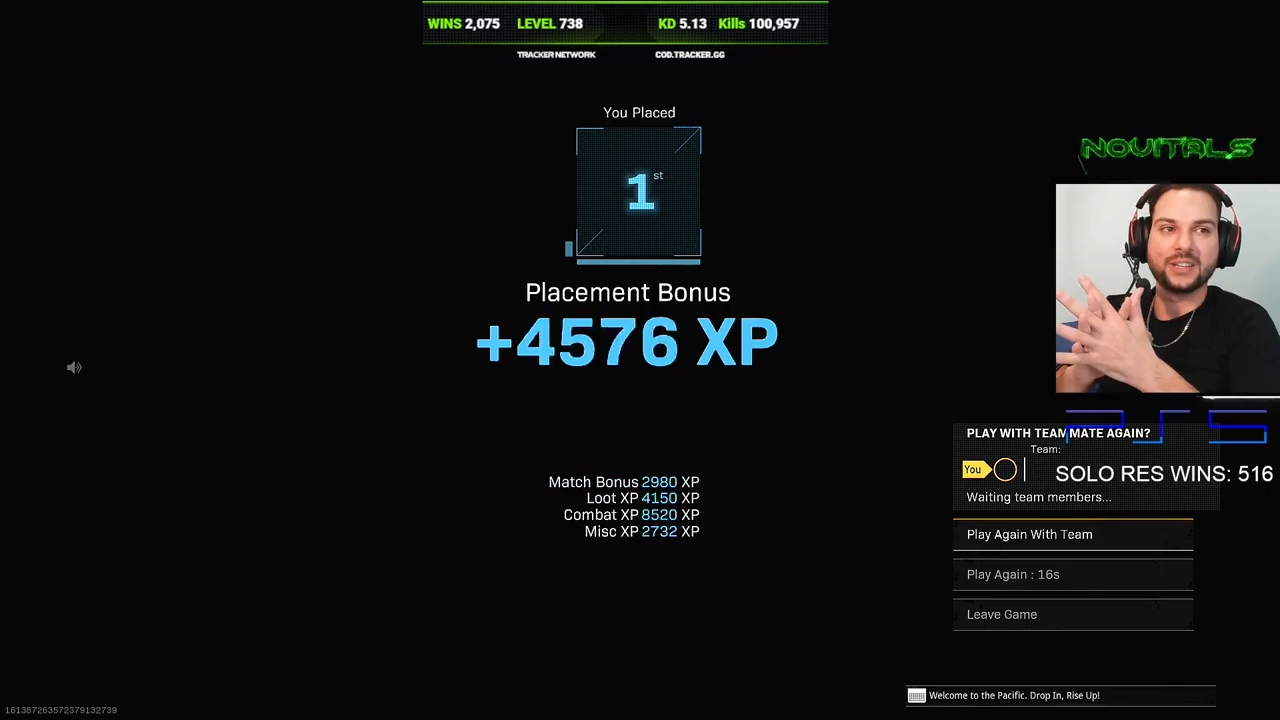 WINS 2,075 LEVEL 738 KD 5.13 Kills 100,957
TRACKER NETWORK COD.TRACKER.GG
You Placed
1st
Placement Bonus
+4576 XP
Match Bonus 2980 XP
Loot XP 4150 XP
Combat XP 8520 XP
Misc XP 2732 XP
NOVITALS
PS5
PLAY WITH TEAMMATE AGAIN?
Team:
You
SOLO RES WINS: 516
Waiting team members...
Play Again With Team
Play Again : 16s
Leave Game
Welcome to the Pacific. Drop In, Rise Up!
161387263572379132739